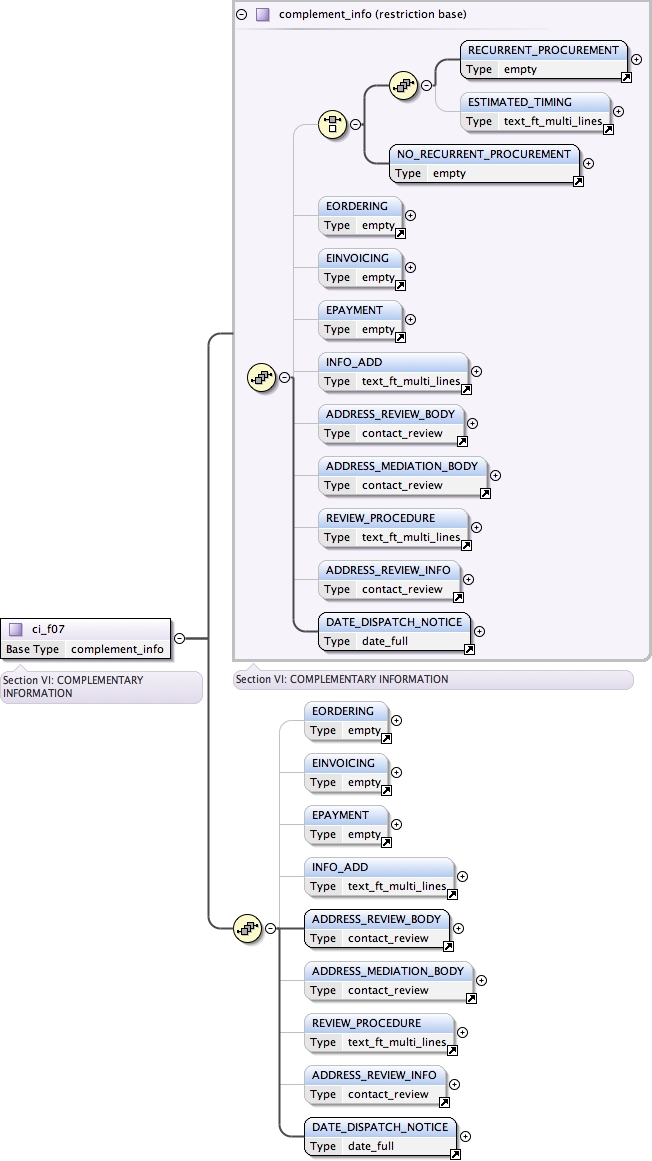 complement_info (restriction base)
RECURRENT_PROCUREMENT
Type empty
ESTIMATED_TIMING
Type text_ft_multi_lines
NO_RECURRENT_PROCUREMENT
Type empty
EORDERING
Type empty
EINVOICING
Type empty
EPAYMENT
Type empty
INFO_ADD
Type text_ft_multi_lines
ADDRESS_REVIEW_BODY
Type contact_review
ADDRESS_MEDIATION_BODY
Type contact_review
REVIEW_PROCEDURE
Type text_ft_multi_lines
ADDRESS_REVIEW_INFO
Type contact_review
DATE_DISPATCH_NOTICE
Type date_full
ci_f07
Base Type complement_info
Section VI: COMPLEMENTARY
INFORMATION
Section VI: COMPLEMENTARY INFORMATION
EORDERING
Type empty
EINVOICING
Type empty
EPAYMENT
Type empty
INFO_ADD
Type text_ft_multi_lines
ADDRESS_REVIEW_BODY
Type contact_review
ADDRESS_MEDIATION_BODY
Type contact_review
REVIEW_PROCEDURE
Type text_ft_multi_lines
ADDRESS_REVIEW_INFO
Type contact_review
DATE_DISPATCH_NOTICE
Type date_full